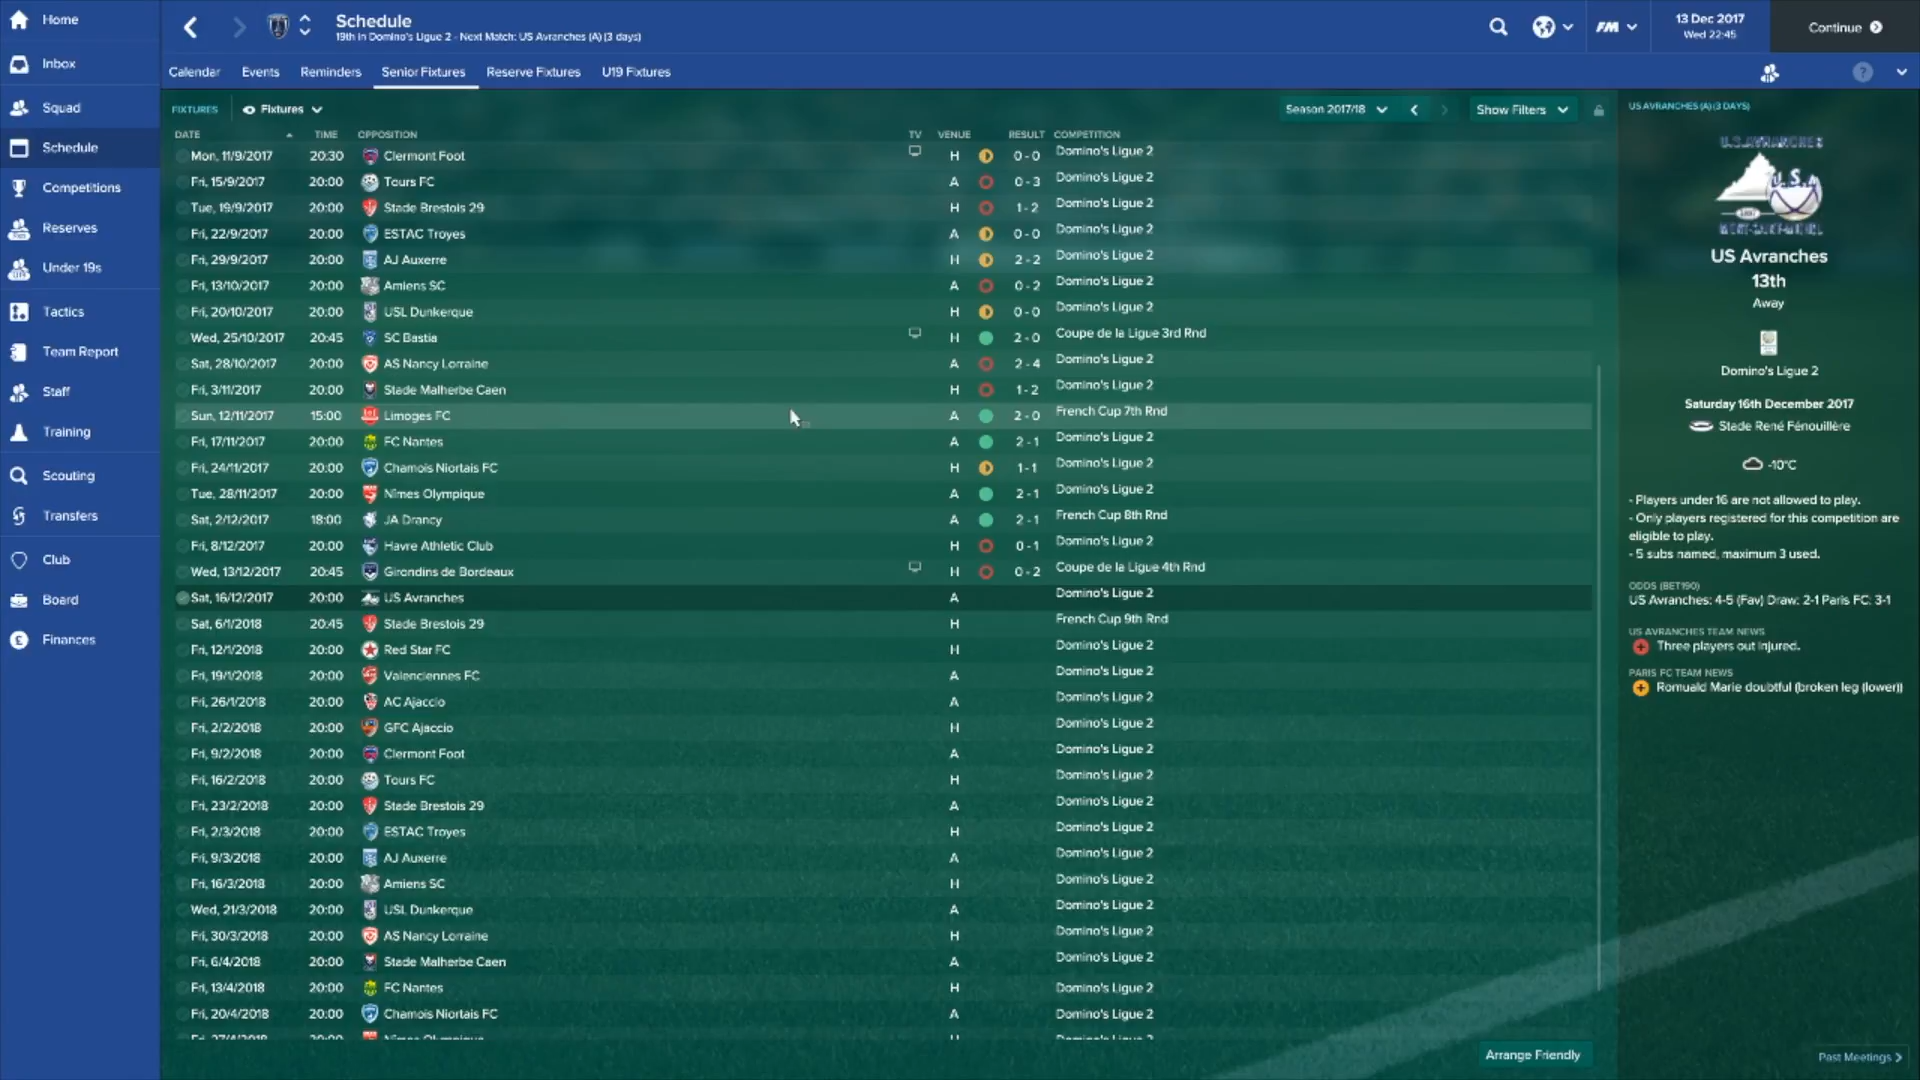 Home
Inbox
Squad
Schedule
Competitions
Reserves
Under 19s
Tactics
Team Report
Staff
Training
Scouting
Transfers
Club
Board
Finances
Schedule
19th in Domino's Ligue 2 - Next Match: US Avranches (A) (3 days)
FM
13 Dec 2017
Wed 22:45
Continue
Calendar Events Reminders Senior Fixtures Reserve Fixtures U19 Fixtures
FIXTURES Fixtures Season 2017/18 Show Filters
DATE TIME OPPOSITION TV VENUE RESULT COMPETITION
Mon, 11/9/2017 20:30 Clermont Foot H 0 - 0 Domino's Ligue 2
Fri, 15/9/2017 20:00 Tours FC A 0 - 3 Domino's Ligue 2
Tue, 19/9/2017 20:00 Stade Brestois 29 H 1 - 2 Domino's Ligue 2
Fri, 22/9/2017 20:00 ESTAC Troyes A 0 - 0 Domino's Ligue 2
Fri, 29/9/2017 20:00 AJ Auxerre H 2 - 2 Domino's Ligue 2
Fri, 13/10/2017 20:00 Amiens SC A 0 - 2 Domino's Ligue 2
Fri, 20/10/2017 20:00 USL Dunkerque H 0 - 0 Domino's Ligue 2
Wed, 25/10/2017 20:45 SC Bastia H 2 - 0 Coupe de la Ligue 3rd Rnd
Sat, 28/10/2017 20:00 AS Nancy Lorraine A 2 - 4 Domino's Ligue 2
Fri, 3/11/2017 20:00 Stade Malherbe Caen H 1 - 2 Domino's Ligue 2
Sun, 12/11/2017 15:00 Limoges FC A 2 - 0 French Cup 7th Rnd
Fri, 17/11/2017 20:00 FC Nantes A 2 - 1 Domino's Ligue 2
Fri, 24/11/2017 20:00 Chamois Niortais FC H 1 - 1 Domino's Ligue 2
Tue, 28/11/2017 20:00 Nîmes Olympique A 2 - 1 Domino's Ligue 2
Sat, 2/12/2017 18:00 JA Drancy A 2 - 1 French Cup 8th Rnd
Fri, 8/12/2017 20:00 Havre Athletic Club H 0 - 1 Domino's Ligue 2
Wed, 13/12/2017 20:45 Girondins de Bordeaux H 0 - 2 Coupe de la Ligue 4th Rnd
Sat, 16/12/2017 20:00 US Avranches A Domino's Ligue 2
Sat, 6/1/2018 20:45 Stade Brestois 29 H French Cup 9th Rnd
Fri, 12/1/2018 20:00 Red Star FC H Domino's Ligue 2
Fri, 19/1/2018 20:00 Valenciennes FC A Domino's Ligue 2
Fri, 26/1/2018 20:00 AC Ajaccio A Domino's Ligue 2
Fri, 2/2/2018 20:00 GFC Ajaccio H Domino's Ligue 2
Fri, 9/2/2018 20:00 Clermont Foot A Domino's Ligue 2
Fri, 16/2/2018 20:00 Tours FC H Domino's Ligue 2
Fri, 23/2/2018 20:00 Stade Brestois 29 A Domino's Ligue 2
Fri, 2/3/2018 20:00 ESTAC Troyes H Domino's Ligue 2
Fri, 9/3/2018 20:00 AJ Auxerre A Domino's Ligue 2
Fri, 16/3/2018 20:00 Amiens SC H Domino's Ligue 2
Wed, 21/3/2018 20:00 USL Dunkerque A Domino's Ligue 2
Fri, 30/3/2018 20:00 AS Nancy Lorraine H Domino's Ligue 2
Fri, 6/4/2018 20:00 Stade Malherbe Caen A Domino's Ligue 2
Fri, 13/4/2018 20:00 FC Nantes H Domino's Ligue 2
Fri, 20/4/2018 20:00 Chamois Niortais FC A Domino's Ligue 2
Arrange Friendly
US AVRANCHES (A) (3 DAYS)
U.S.AVRANCHES
U.S.A
US Avranches
13th
Away
Domino's Ligue 2
Saturday 16th December 2017
Stade René Fénouillère
-10°C
- Players under 16 are not allowed to play.
- Only players registered for this competition are
eligible to play.
- 5 subs named, maximum 3 used.
ODDS (BET190)
US Avranches: 4-5 (Fav) Draw: 2-1 Paris FC: 3-1
US AVRANCHES TEAM NEWS
Three players out injured.
PARIS FC TEAM NEWS
Romuald Marie doubtful (broken leg (lower))
Past Meetings